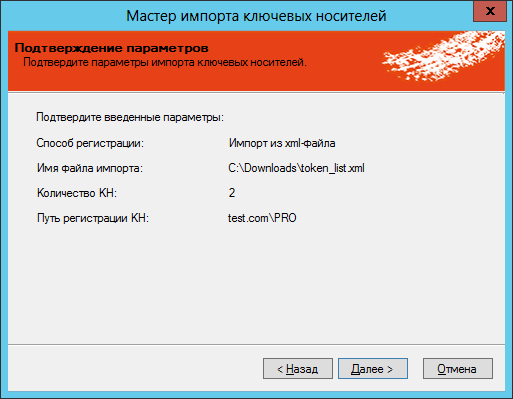 Мастер импорта ключевых носителей
x
Подтверждение параметров
Подтвердите параметры импорта ключевых носителей.
Подтвердите введенные параметры:
Способ регистрации: Импорт из xml-файла
Имя файла импорта: C:\Downloads\token_list.xml
Количество КН: 2
Путь регистрации КН: test.com\PRO
< Назад Далее > Отмена